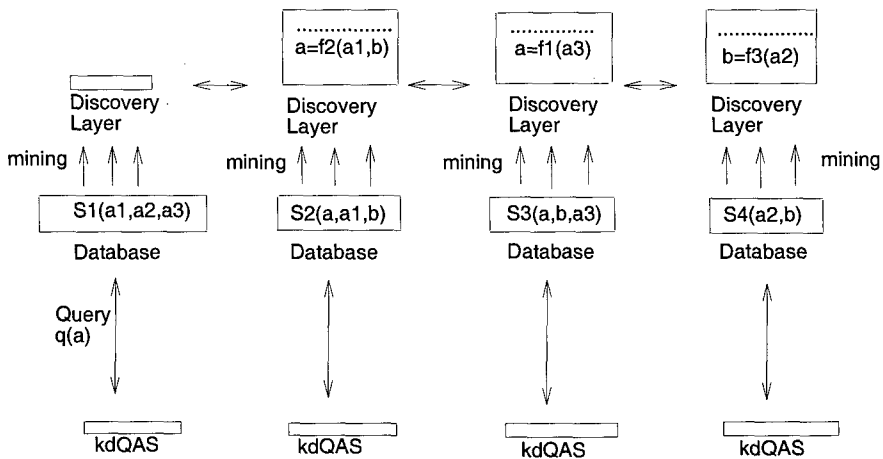 a=f2(a1,b)
a=f1(a3)
b=f3(a2)
Discovery
Layer
Discovery
Layer
Discovery
Layer
Discovery
Layer
mining
mining
mining
mining
S1(a1,a2,a3)
S2(a,a1,b)
S3(a,b,a3)
S4(a2,b)
Database
Database
Database
Database
Query
q(a)
kdQAS
kdQAS
kdQAS
kdQAS